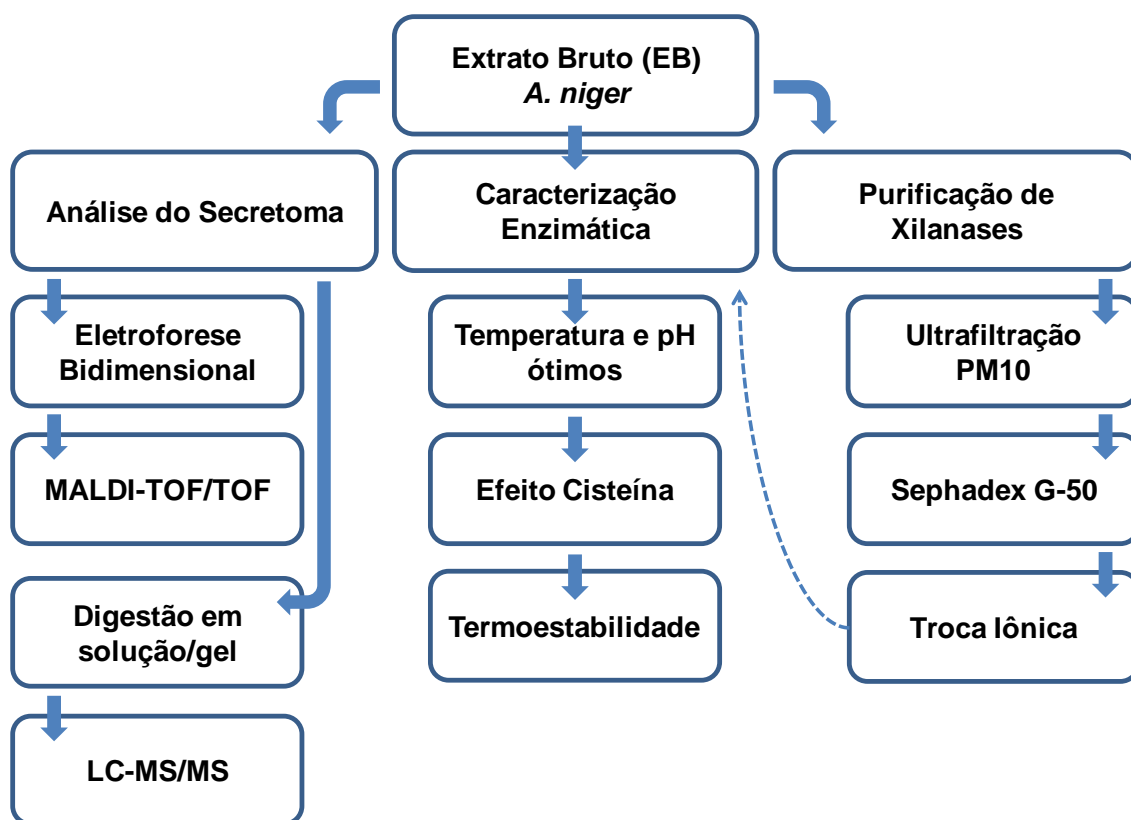 Extrato Bruto (EB)
A. niger
Análise do Secretoma
Caracterização
Enzimática
Purificação de
Xilanases
Eletroforese
Bidimensional
Temperatura e pH
ótimos
Ultrafiltração
PM10
MALDI-TOF/TOF
Efeito Cisteína
Sephadex G-50
Digestão em
solução/gel
Termoestabilidade
Troca Iônica
LC-MS/MS